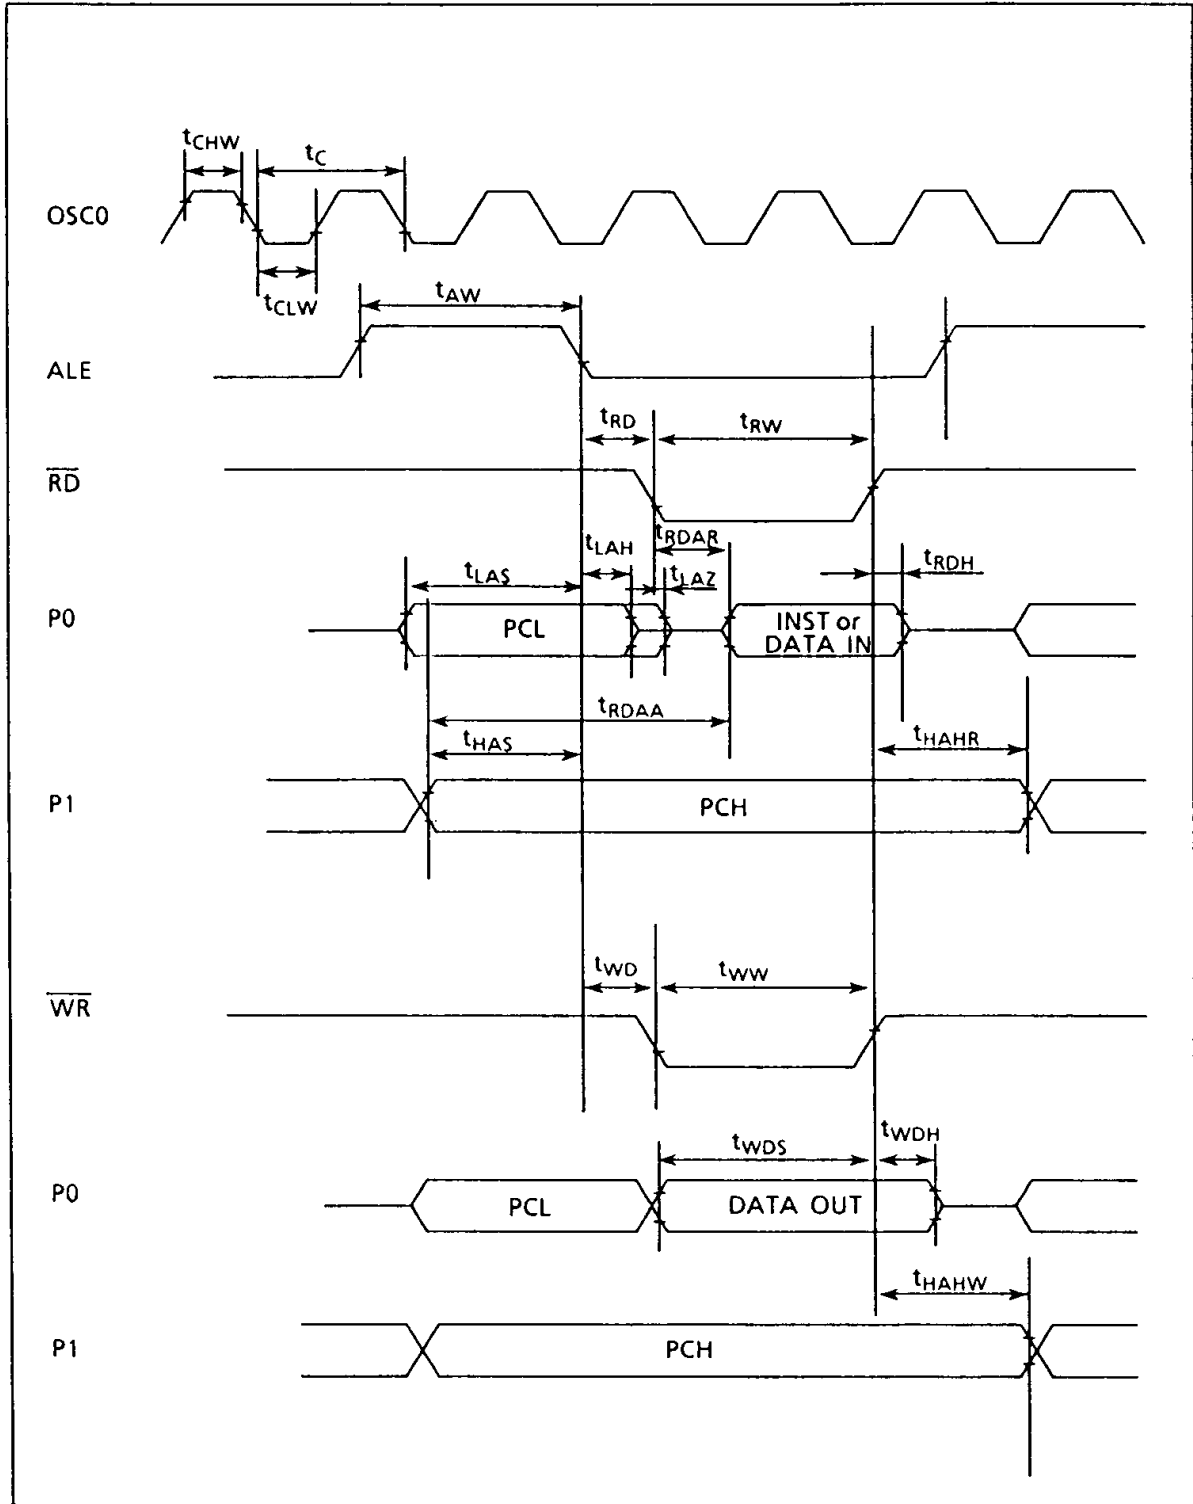 tCHW
tC
OSC0
tCLW
tAW
ALE
tRD
tRW
RD
tRDAR
tLAH
tRDH
tLAS
tLAZ
P0
PCL
INST or
DATA IN
tRDAA
tHAS
tHAHR
P1
PCH
tWD
tWW
WR
tWDS
tWDH
P0
PCL
DATA OUT
tHAHW
P1
PCH